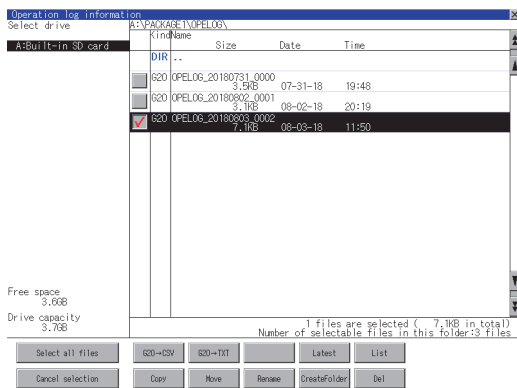 Operation log information
Select drive
A:\PACKAGE1\OPELOG\
A:Built-in SD card
Kind Name
Size Date Time
DIR ..
G20 OPELOG_20180731_0000
3.5KB 07-31-18 19:48
G20 OPELOG_20180802_0001
3.1KB 08-02-18 20:19
G20 OPELOG_20180803_0002
7.1KB 08-03-18 11:50
Free space
3.6GB
Drive capacity
3.7GB
1 files are selected ( 7.1KB in total)
Number of selectable files in this folder:3 files
Select all files G20→CSV G20→TXT Latest List
Cancel selection Copy Move Rename CreateFolder Del